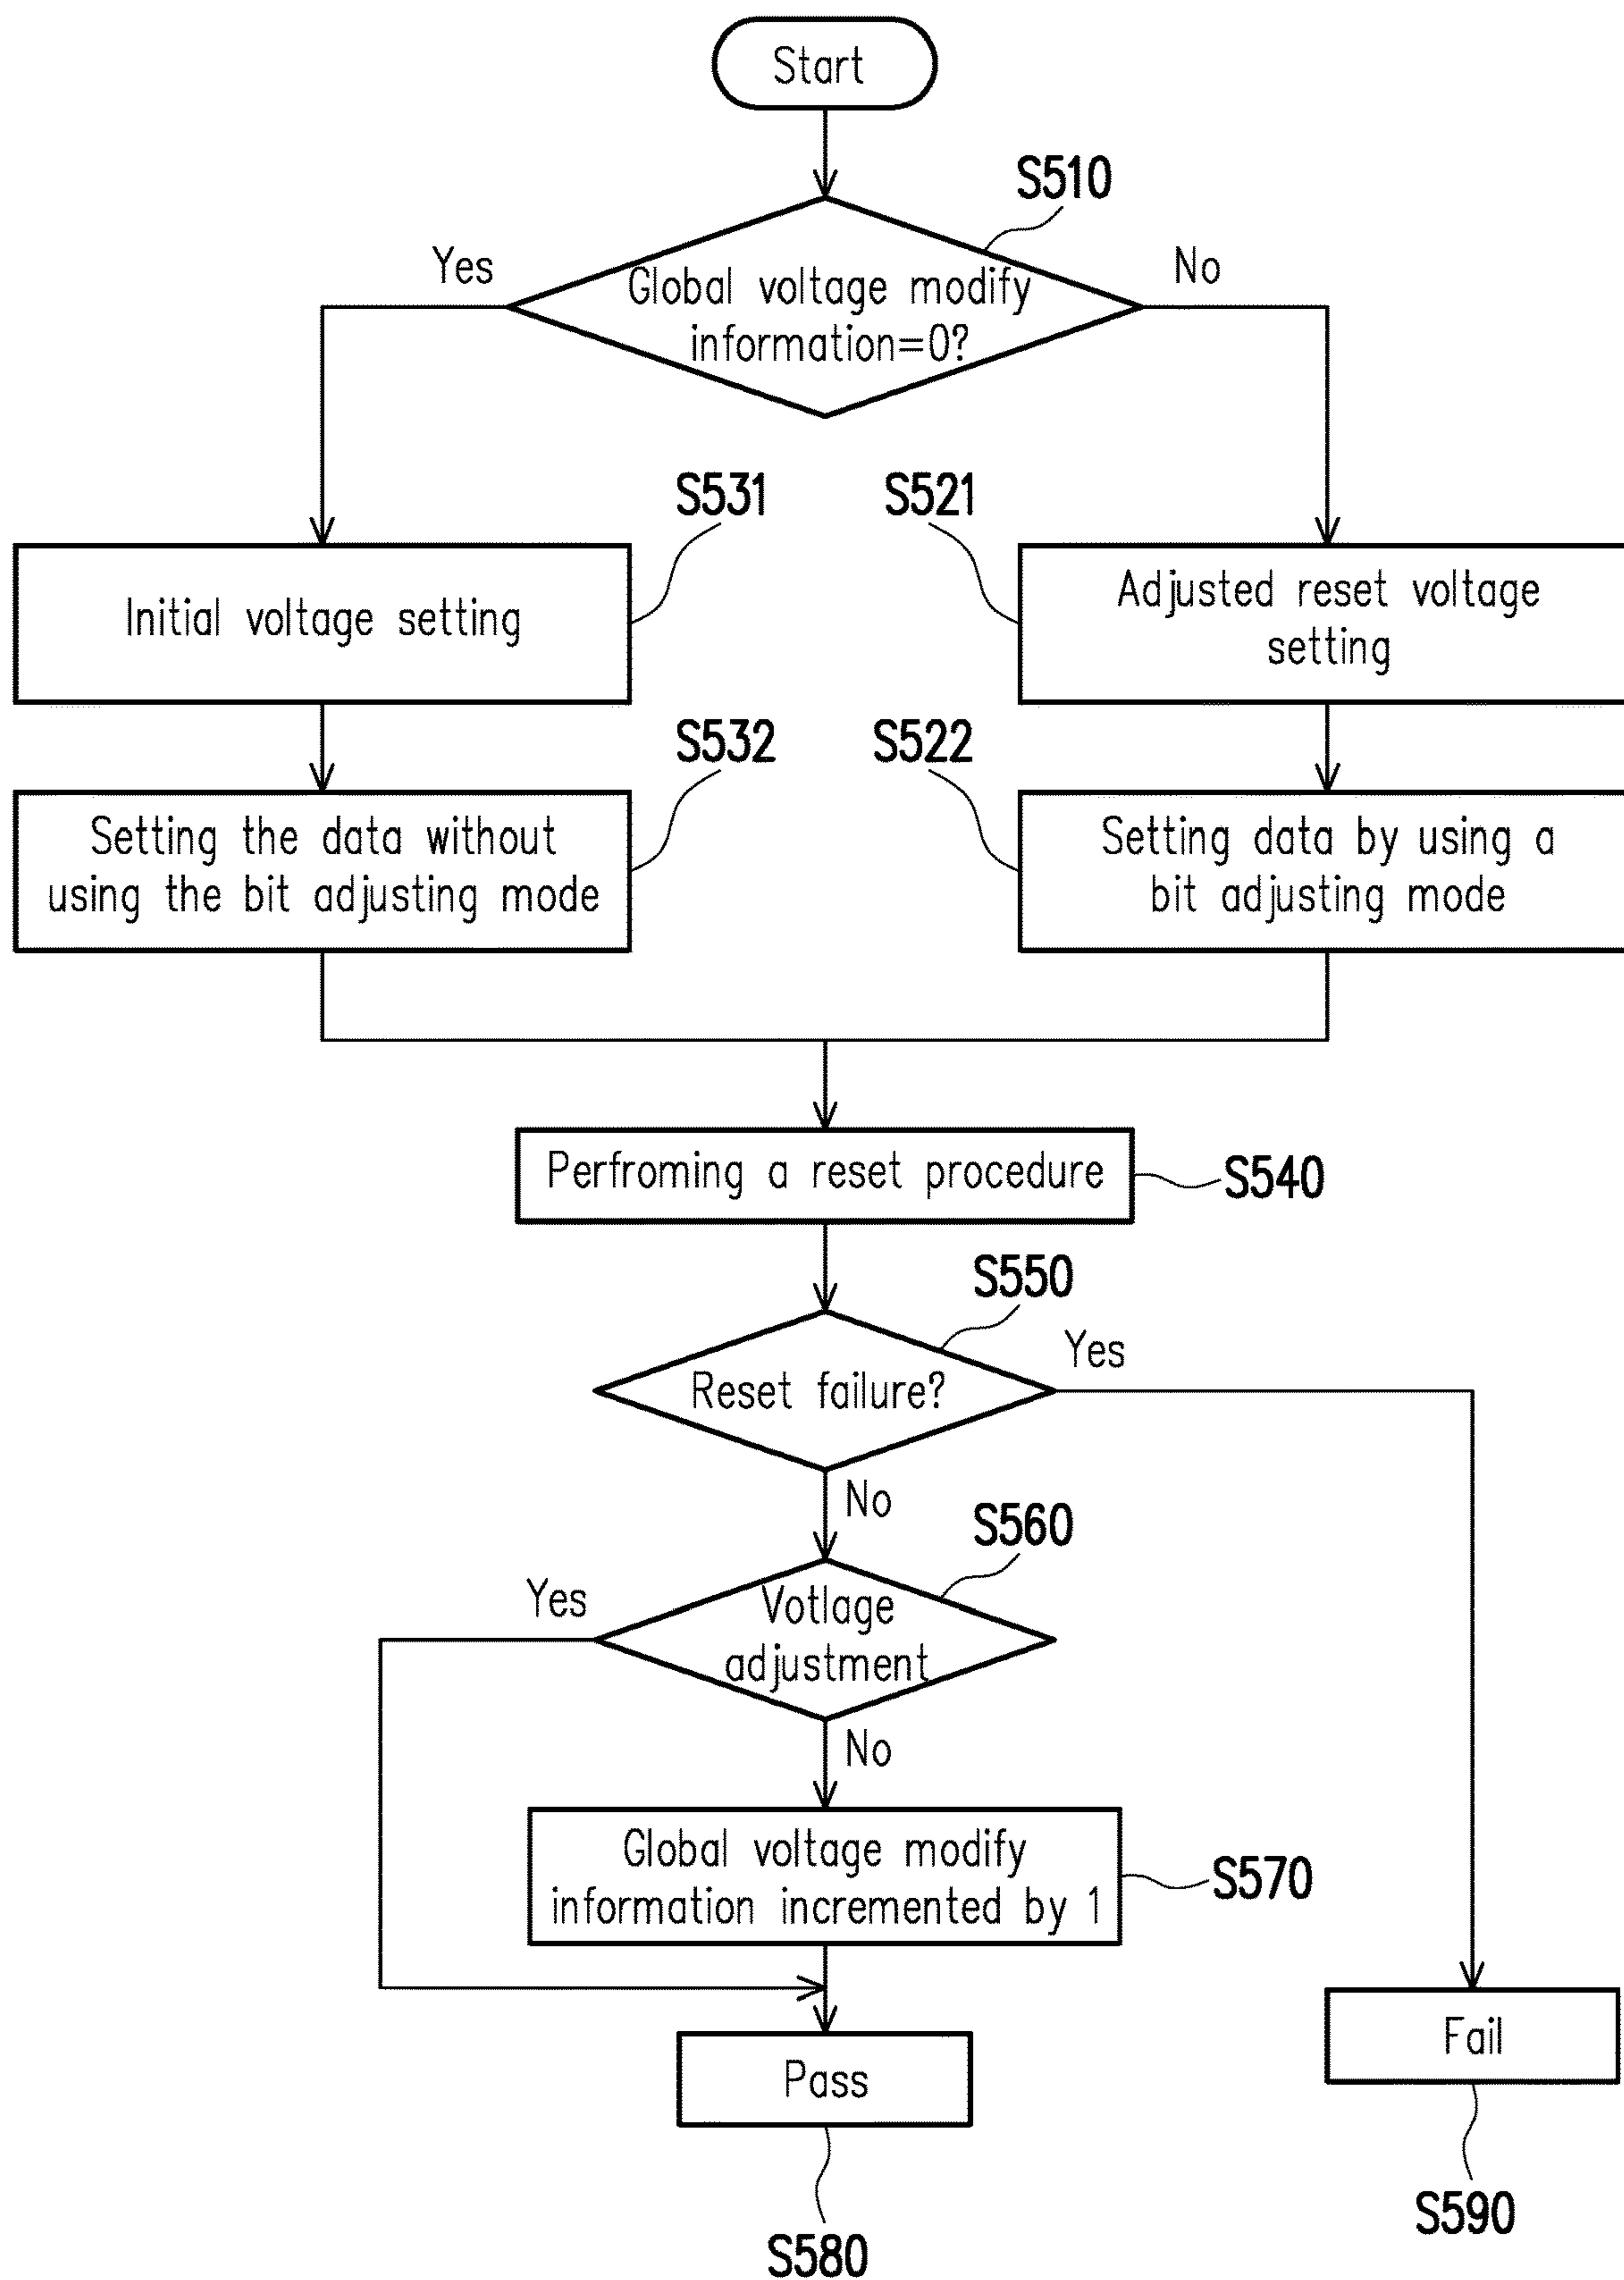 Start
S510
Yes
No
Global voltage modify
information=0?
S531
S521
Initial voltage setting
Adjusted reset voltage
setting
S532
S522
Setting the data without
using the bit adjusting mode
Setting data by using a
bit adjusting mode
Perfroming a reset procedure
S540
S550
Yes
Reset failure?
No
S560
Yes
Votlage
adjustment
No
Global voltage modify
information incremented by 1
S570
Fail
Pass
S590
S580